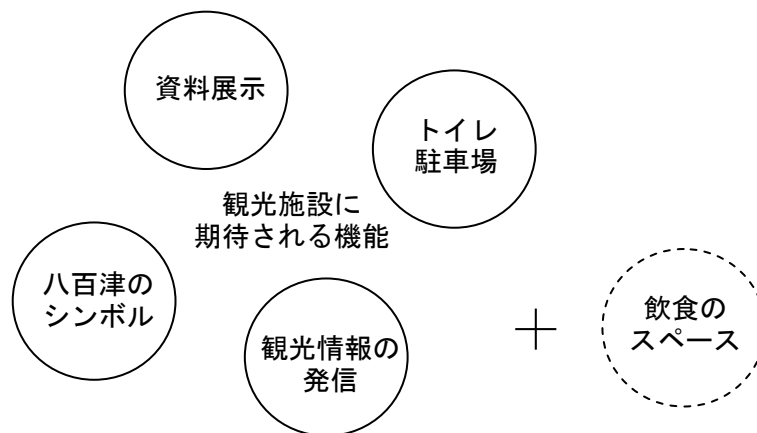 資料展示
トイレ
駐車場
観光施設に
期待される機能
八百津の
シンボル
観光情報の
発信
＋
飲食の
スペース